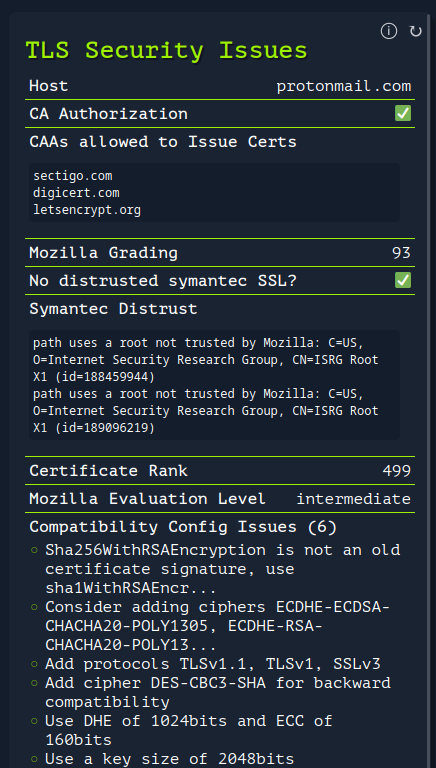 TLS Security Issues
Host protonmail.com
CA Authorization ✅
CAAs allowed to Issue Certs
sectigo.com
digicert.com
letsencrypt.org
Mozilla Grading 93
No distrusted symantec SSL? ✅
Symantec Distrust
path uses a root not trusted by Mozilla: C=US,
O=Internet Security Research Group, CN=ISRG Root
X1 (id=188459944)
path uses a root not trusted by Mozilla: C=US,
O=Internet Security Research Group, CN=ISRG Root
X1 (id=189096219)
Certificate Rank 499
Mozilla Evaluation Level intermediate
Compatibility Config Issues (6)
○ Sha256WithRSAEncryption is not an old
certificate signature, use
sha1WithRSAEncr...
○ Consider adding ciphers ECDHE-ECDSA-
CHACHA20-POLY1305, ECDHE-RSA-
CHACHA20-POLY13...
○ Add protocols TLSv1.1, TLSv1, SSLv3
○ Add cipher DES-CBC3-SHA for backward
compatibility
○ Use DHE of 1024bits and ECC of
160bits
○ Use a key size of 2048bits